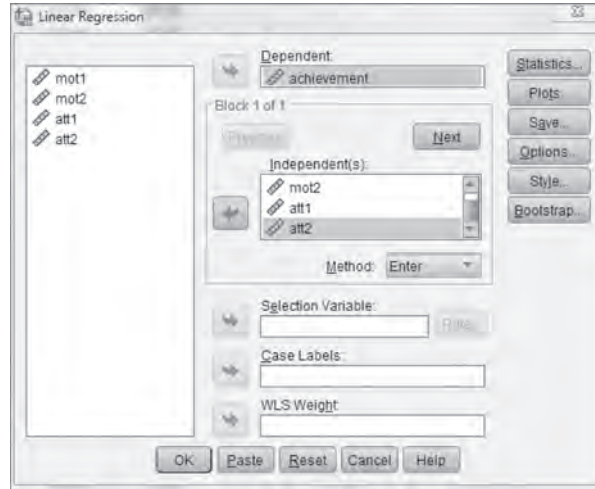 Linear Regression
mot1
mot2
att1
att2
Dependent:
achievement
Block 1 of 1
Previous
Next
Independent(s):
mot2
att1
att2
Method: Enter
Selection Variable:
Rule...
Case Labels:
WLS Weight:
Statistics...
Plots
Save...
Options...
Style...
Bootstrap...
OK Paste Reset Cancel Help